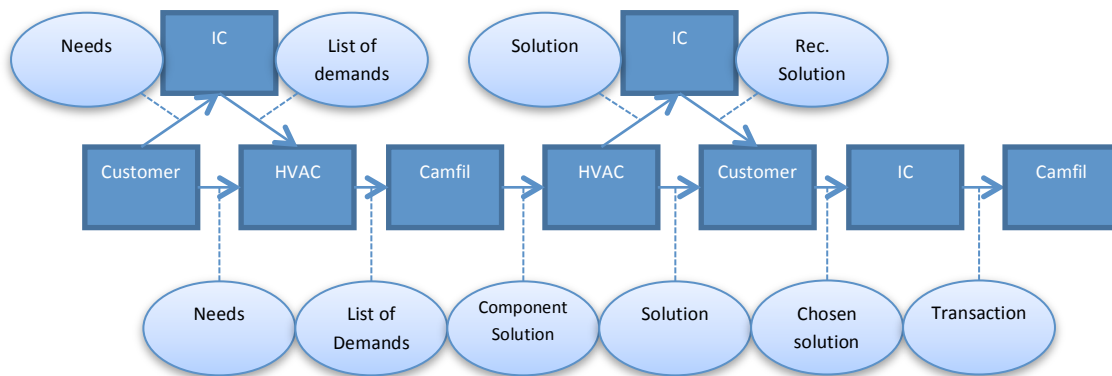 Needs
IC
List of
demands
Solution
IC
Rec.
Solution
Customer
HVAC
Camfil
HVAC
Customer
IC
Camfil
Needs
List of
Demands
Component
Solution
Solution
Chosen
solution
Transaction